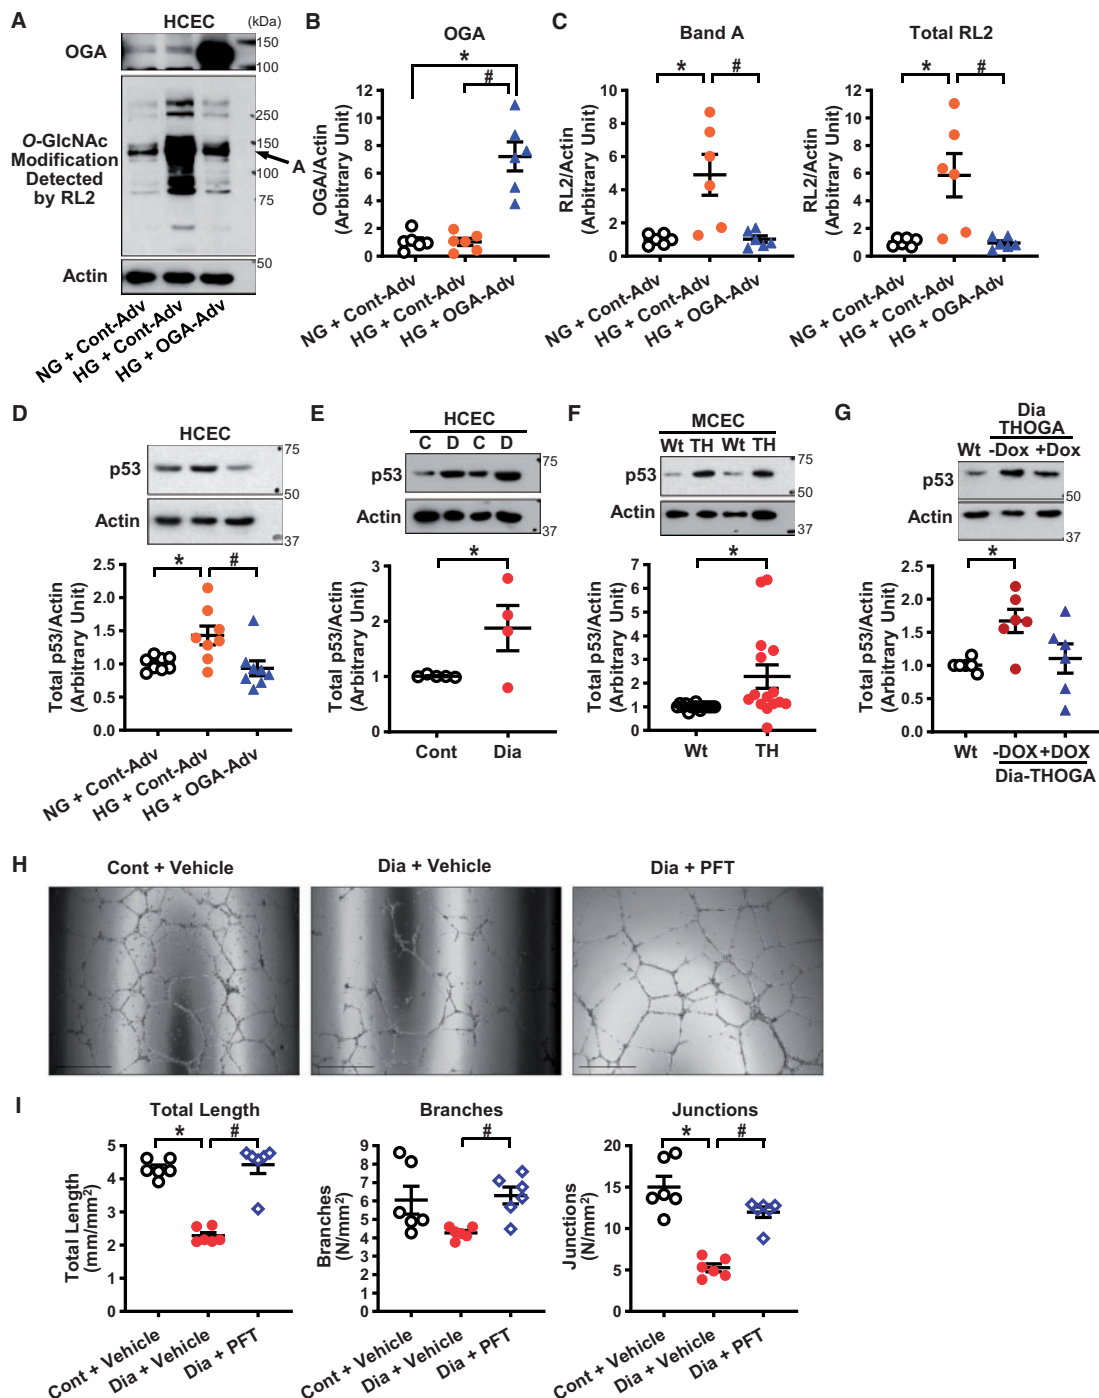 A
HCEC
(kDa)
OGA
150
100
O-GlcNAc
Modification
Detected
by RL2
250
150
100
75
A
Actin
50
NG + Cont-Adv
HG + Cont-Adv
HG + OGA-Adv
B
OGA
*
#
OGA/Actin
(Arbitrary Unit)
12
10
8
6
4
2
0
NG + Cont-Adv
HG + Cont-Adv
HG + OGA-Adv
C
Band A
* #
RL2/Actin
(Arbitrary Unit)
10
8
6
4
2
0
NG + Cont-Adv
HG + Cont-Adv
HG + OGA-Adv
Total RL2
* #
RL2/Actin
(Arbitrary Unit)
12
10
8
6
4
2
0
NG + Cont-Adv
HG + Cont-Adv
HG + OGA-Adv
D
HCEC
p53
75
50
Actin
37
* #
Total p53/Actin
(Arbitrary Unit)
2.5
2.0
1.5
1.0
0.5
0.0
NG + Cont-Adv
HG + Cont-Adv
HG + OGA-Adv
E
HCEC
C D C D
p53
75
50
Actin
37
*
Total p53/Actin
(Arbitrary Unit)
3
2
1
0
Cont Dia
F
MCEC
Wt TH Wt TH
p53
75
50
Actin
37
*
Total p53/Actin
(Arbitrary Unit)
7
6
5
4
3
2
1
0
Wt TH
G
Dia
THOGA
Wt -Dox +Dox
p53
75
50
Actin
37
*
Total p53/Actin
(Arbitrary Unit)
2.5
2.0
1.5
1.0
0.5
0.0
Wt -DOX +DOX
Dia-THOGA
H
Cont + Vehicle
Dia + Vehicle
Dia + PFT
I
Total Length
* #
Total Length
(mm/mm²)
5
4
3
2
1
0
Cont + Vehicle
Dia + Vehicle
Dia + PFT
Branches
#
Branches
(N/mm²)
9
8
7
6
5
4
3
2
1
0
Cont + Vehicle
Dia + Vehicle
Dia + PFT
Junctions
* #
Junctions
(N/mm²)
20
15
10
5
0
Cont + Vehicle
Dia + Vehicle
Dia + PFT